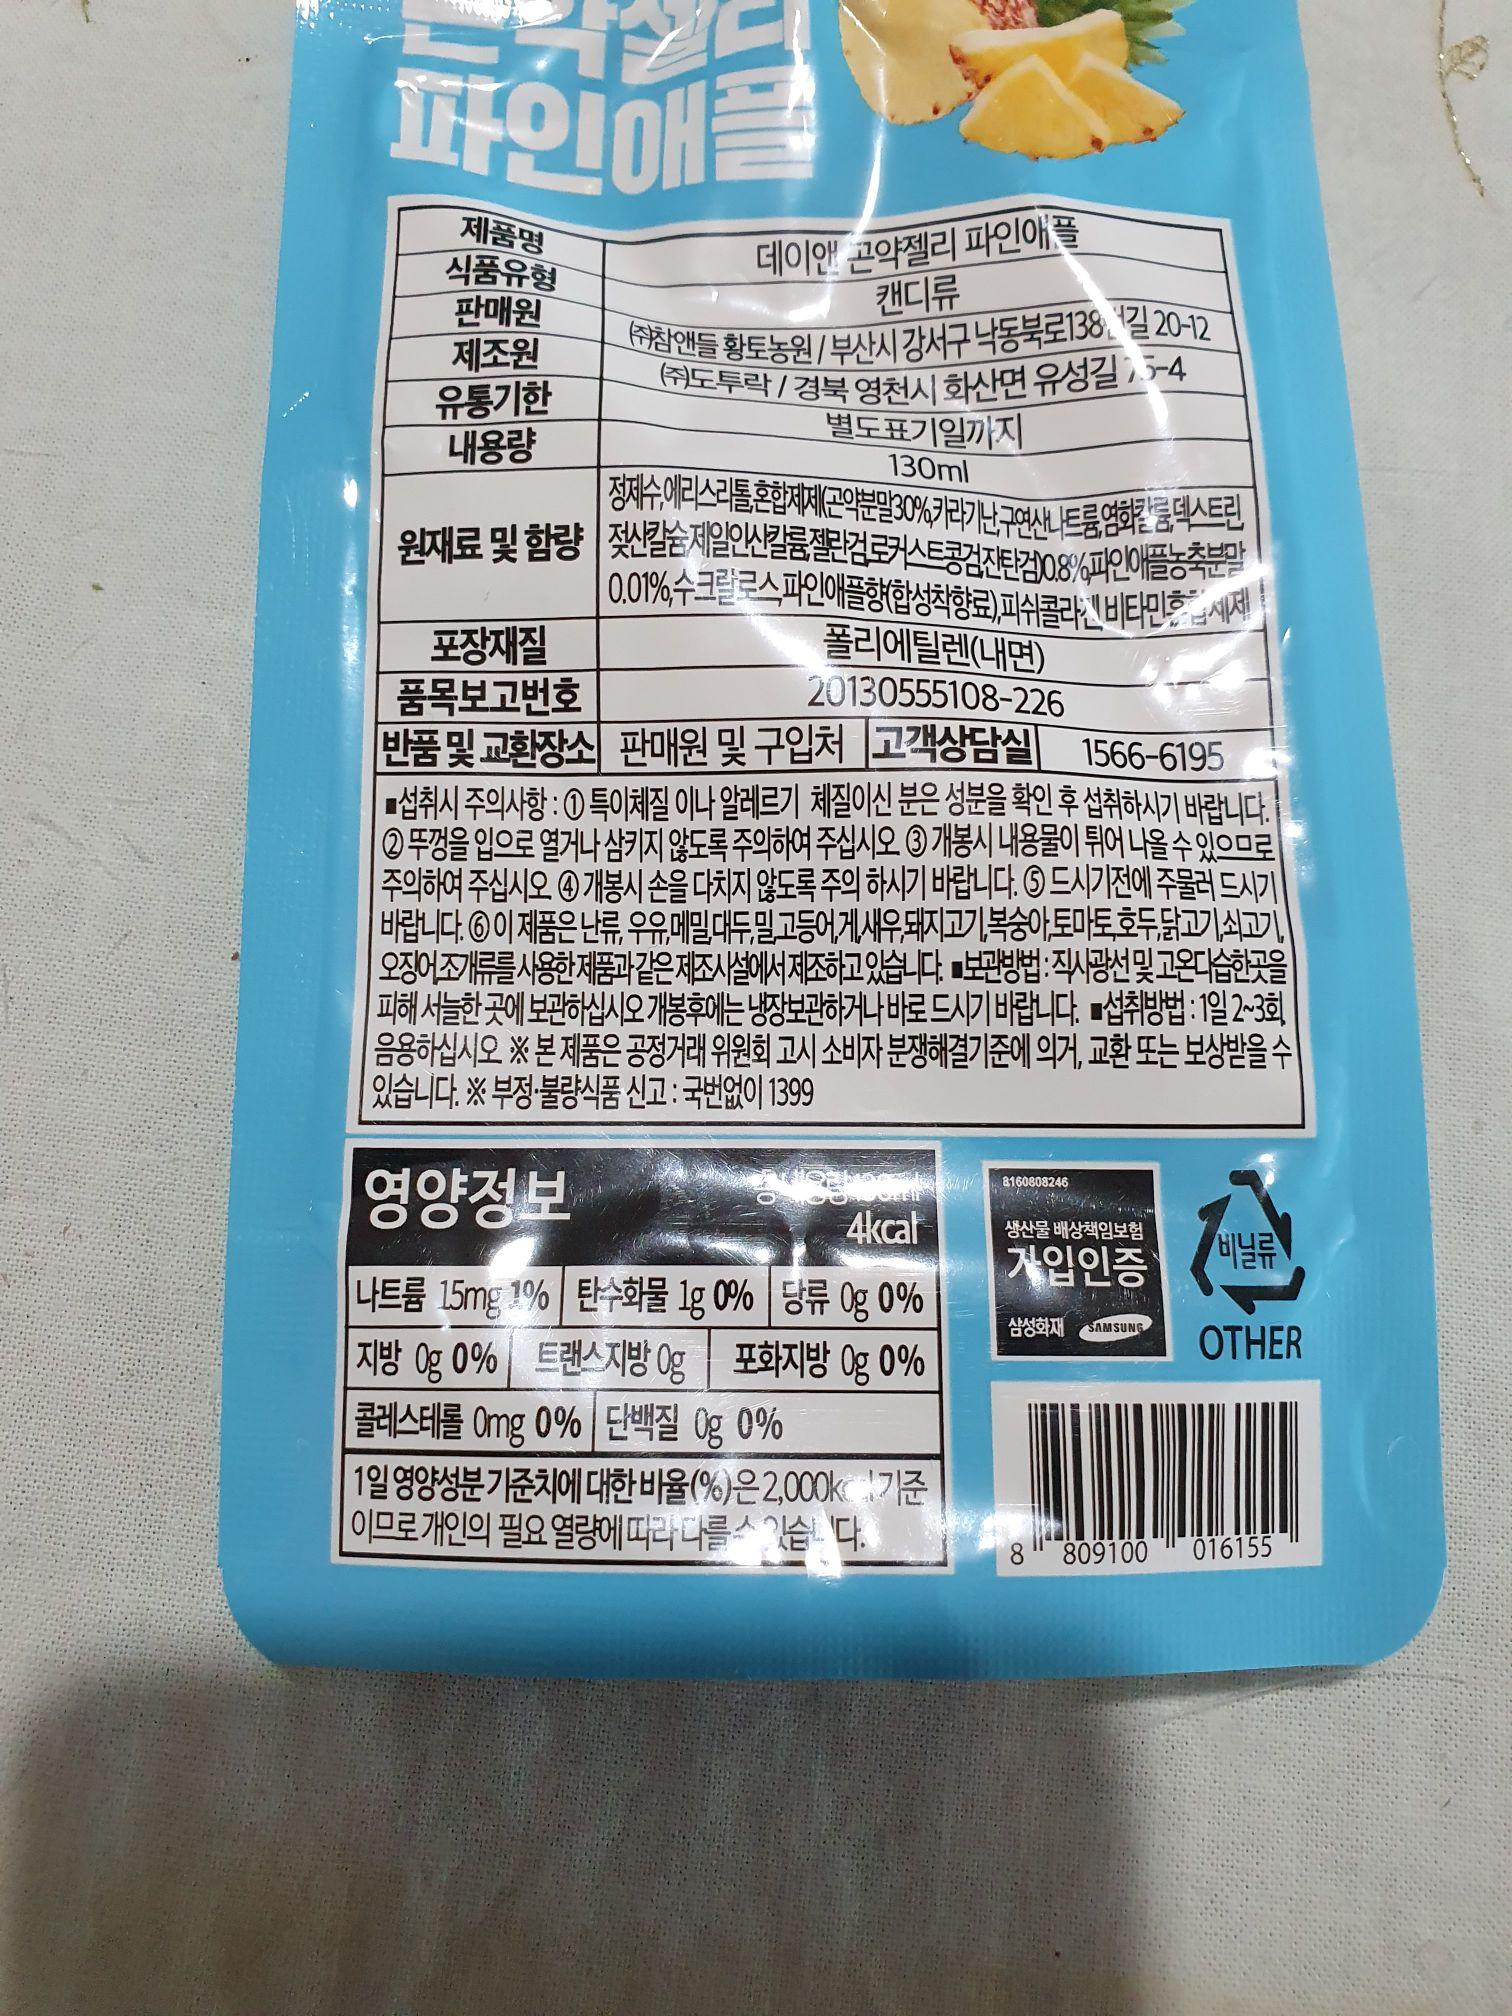 곤약젤리
파인애플
제품명 데이앤 곤약젤리 파인애플
식품유형 캔디류
판매원 ㈜참앤들 황토농원 / 부산시 강서구 낙동북로138번길 20-12
제조원 ㈜도투락 / 경북 영천시 화산면 유성길 75-4
유통기한 별도표기일까지
내용량 130ml
원재료 및 함량
정제수,에리스리톨,혼합제제(곤약분말30%,카라기난,구연산나트륨,염화칼륨,덱스트린,
젖산칼슘,제일인산칼륨,젤란검,로커스트콩검,잔탄검)0.8%,파인애플농축분말
0.01%,수크랄로스,파인애플향(합성착향료),피쉬콜라겐,비타민혼합제제
포장재질 폴리에틸렌(내면)
품목보고번호 20130555108-226
반품 및 교환장소 판매원 및 구입처 고객상담실 1566-6195
■섭취시 주의사항 : ① 특이체질 이나 알레르기 체질이신 분은 성분을 확인 후 섭취하시기 바랍니다.
② 뚜껑을 입으로 열거나 삼키지 않도록 주의하여 주십시오. ③ 개봉시 내용물이 튀어 나올 수 있으므로
주의하여 주십시오. ④ 개봉시 손을 다치지 않도록 주의 하시기 바랍니다. ⑤ 드시기전에 주물러 드시기
바랍니다. ⑥ 이 제품은 난류, 우유,메밀,대두,밀,고등어,게,새우,돼지고기,복숭아,토마토,호두,닭고기,쇠고기,
오징어,조개류를 사용한 제품과 같은 제조시설에서 제조하고 있습니다. ■보관방법 : 직사광선 및 고온다습한곳을
피해 서늘한 곳에 보관하십시오 개봉후에는 냉장보관하거나 바로 드시기 바랍니다. ■섭취방법 : 1일 2~3회,
음용하십시오. ※ 본 제품은 공정거래 위원회 고시 소비자 분쟁해결기준에 의거, 교환 또는 보상받을 수
있습니다. ※ 부정·불량식품 신고 : 국번없이 1399
영양정보 총 내용량 130ml
4kcal
나트륨 15mg 1% 탄수화물 1g 0% 당류 0g 0%
지방 0g 0% 트랜스지방 0g 포화지방 0g 0%
콜레스테롤 0mg 0% 단백질 0g 0%
1일 영양성분 기준치에 대한 비율(%)은 2,000kcal 기준
이므로 개인의 필요 열량에 따라 다를 수 있습니다.
8160808246
생산물 배상책임보험
가입인증
삼성화재 SAMSUNG
비닐류
OTHER
8 809100 016155